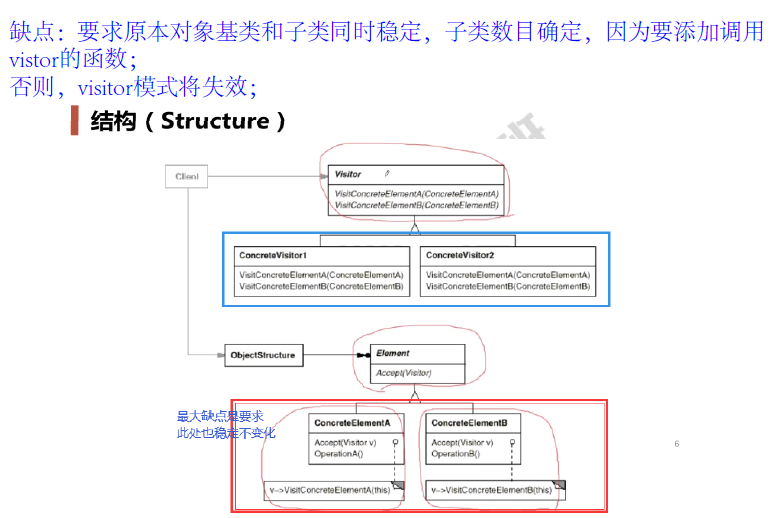 缺点：要求原本对象基类和子类同时稳定，子类数目确定，因为要添加调用
vistor的函数；
否则，visitor模式将失效；
结构（Structure）
Client
Visitor
VisitConcreteElementA(ConcreteElementA)
VisitConcreteElementB(ConcreteElementB)
ConcreteVisitor1
VisitConcreteElementA(ConcreteElementA)
VisitConcreteElementB(ConcreteElementB)
ConcreteVisitor2
VisitConcreteElementA(ConcreteElementA)
VisitConcreteElementB(ConcreteElementB)
ObjectStructure
Element
Accept(Visitor)
最大缺点是要求
此处也稳定不变化
ConcreteElementA
Accept(Visitor v)
OperationA()
v–>VisitConcreteElementA(this)
ConcreteElementB
Accept(Visitor v)
OperationB()
v–>VisitConcreteElementB(this)
6